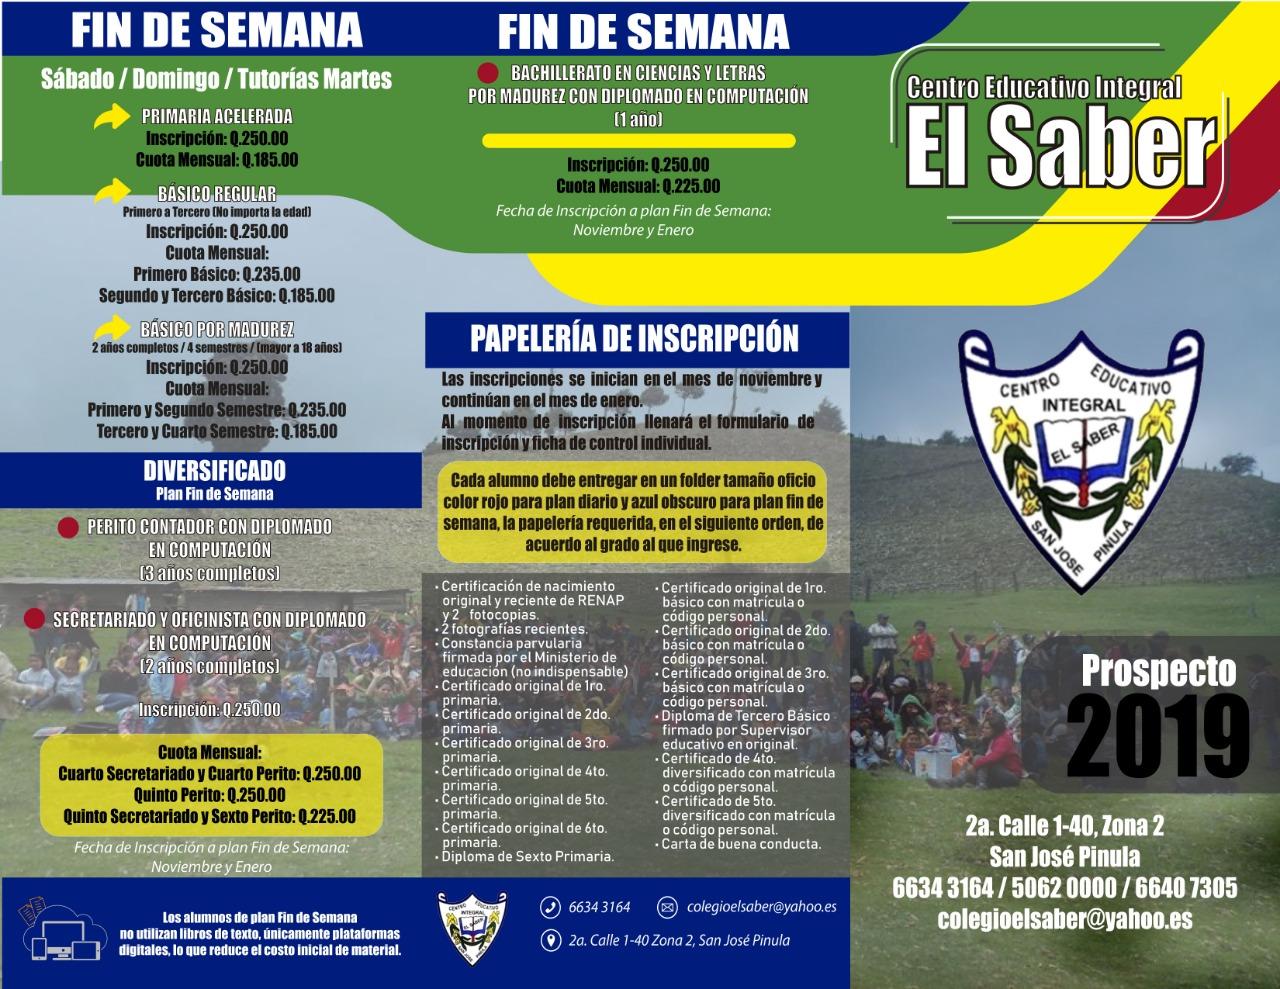 FIN DE SEMANA
Sábado / Domingo / Tutorías Martes
PRIMARIA ACELERADA
Inscripción: Q.250.00
Cuota Mensual: Q.185.00
BÁSICO REGULAR
Primero a Tercero (No importa la edad)
Inscripción: Q.250.00
Cuota Mensual:
Primero Básico: Q.235.00
Segundo y Tercero Básico: Q.185.00
BÁSICO POR MADUREZ
2 años completos / 4 semestres / (mayor a 18 años)
Inscripción: Q.250.00
Cuota Mensual:
Primero y Segundo Semestre: Q.235.00
Tercero y Cuarto Semestre: Q.185.00
DIVERSIFICADO
Plan Fin de Semana
PERITO CONTADOR CON DIPLOMADO
EN COMPUTACIÓN
(3 años completos)
SECRETARIADO Y OFICINISTA CON DIPLOMADO
EN COMPUTACIÓN
(2 años completos)
Inscripción: Q.250.00
Cuota Mensual:
Cuarto Secretariado y Cuarto Perito: Q.250.00
Quinto Perito: Q.250.00
Quinto Secretariado y Sexto Perito: Q.225.00
Fecha de Inscripción a plan Fin de Semana:
Noviembre y Enero
Los alumnos de plan Fin de Semana
no utilizan libros de texto, únicamente plataformas
digitales, lo que reduce el costo inicial de material.
FIN DE SEMANA
BACHILLERATO EN CIENCIAS Y LETRAS
POR MADUREZ CON DIPLOMADO EN COMPUTACIÓN
(1 año)
Inscripción: Q.250.00
Cuota Mensual: Q.225.00
Fecha de Inscripción a plan Fin de Semana:
Noviembre y Enero
PAPELERÍA DE INSCRIPCIÓN
Las inscripciones se inician en el mes de noviembre y
continúan en el mes de enero.
Al momento de inscripción llenará el formulario de
inscripción y ficha de control individual.
Cada alumno debe entregar en un folder tamaño oficio
color rojo para plan diario y azul obscuro para plan fin de
semana, la papelería requerida, en el siguiente orden, de
acuerdo al grado al que ingrese.
· Certificación de nacimiento
original y reciente de RENAP
y 2 fotocopias.
· 2 fotografías recientes.
· Constancia parvularia
firmada por el Ministerio de
educación (no indispensable)
· Certificado original de 1ro.
primaria.
· Certificado original de 2do.
primaria.
· Certificado original de 3ro.
primaria.
· Certificado original de 4to.
primaria.
· Certificado original de 5to.
primaria.
· Certificado original de 6to.
primaria.
· Diploma de Sexto Primaria.
· Certificado original de 1ro.
básico con matrícula o
código personal.
· Certificado original de 2do.
básico con matrícula o
código personal.
· Certificado original de 3ro.
básico con matrícula o
código personal.
· Diploma de Tercero Básico
firmado por Supervisor
educativo en original.
· Certificado de 4to.
diversificado con matrícula
o código personal.
· Certificado de 5to.
diversificado con matrícula
o código personal.
· Carta de buena conducta.
CENTRO EDUCATIVO
INTEGRAL
6634 3164
colegioelsaber@yahoo.es
2a. Calle 1-40 Zona 2, San José Pinula
Centro Educativo Integral
El Saber
CENTRO EDUCATIVO
INTEGRAL
EL SABER
SAN JOSE PINULA
Prospecto
2019
2a. Calle 1-40, Zona 2
San José Pinula
6634 3164 / 5062 0000 / 6640 7305
colegioelsaber@yahoo.es